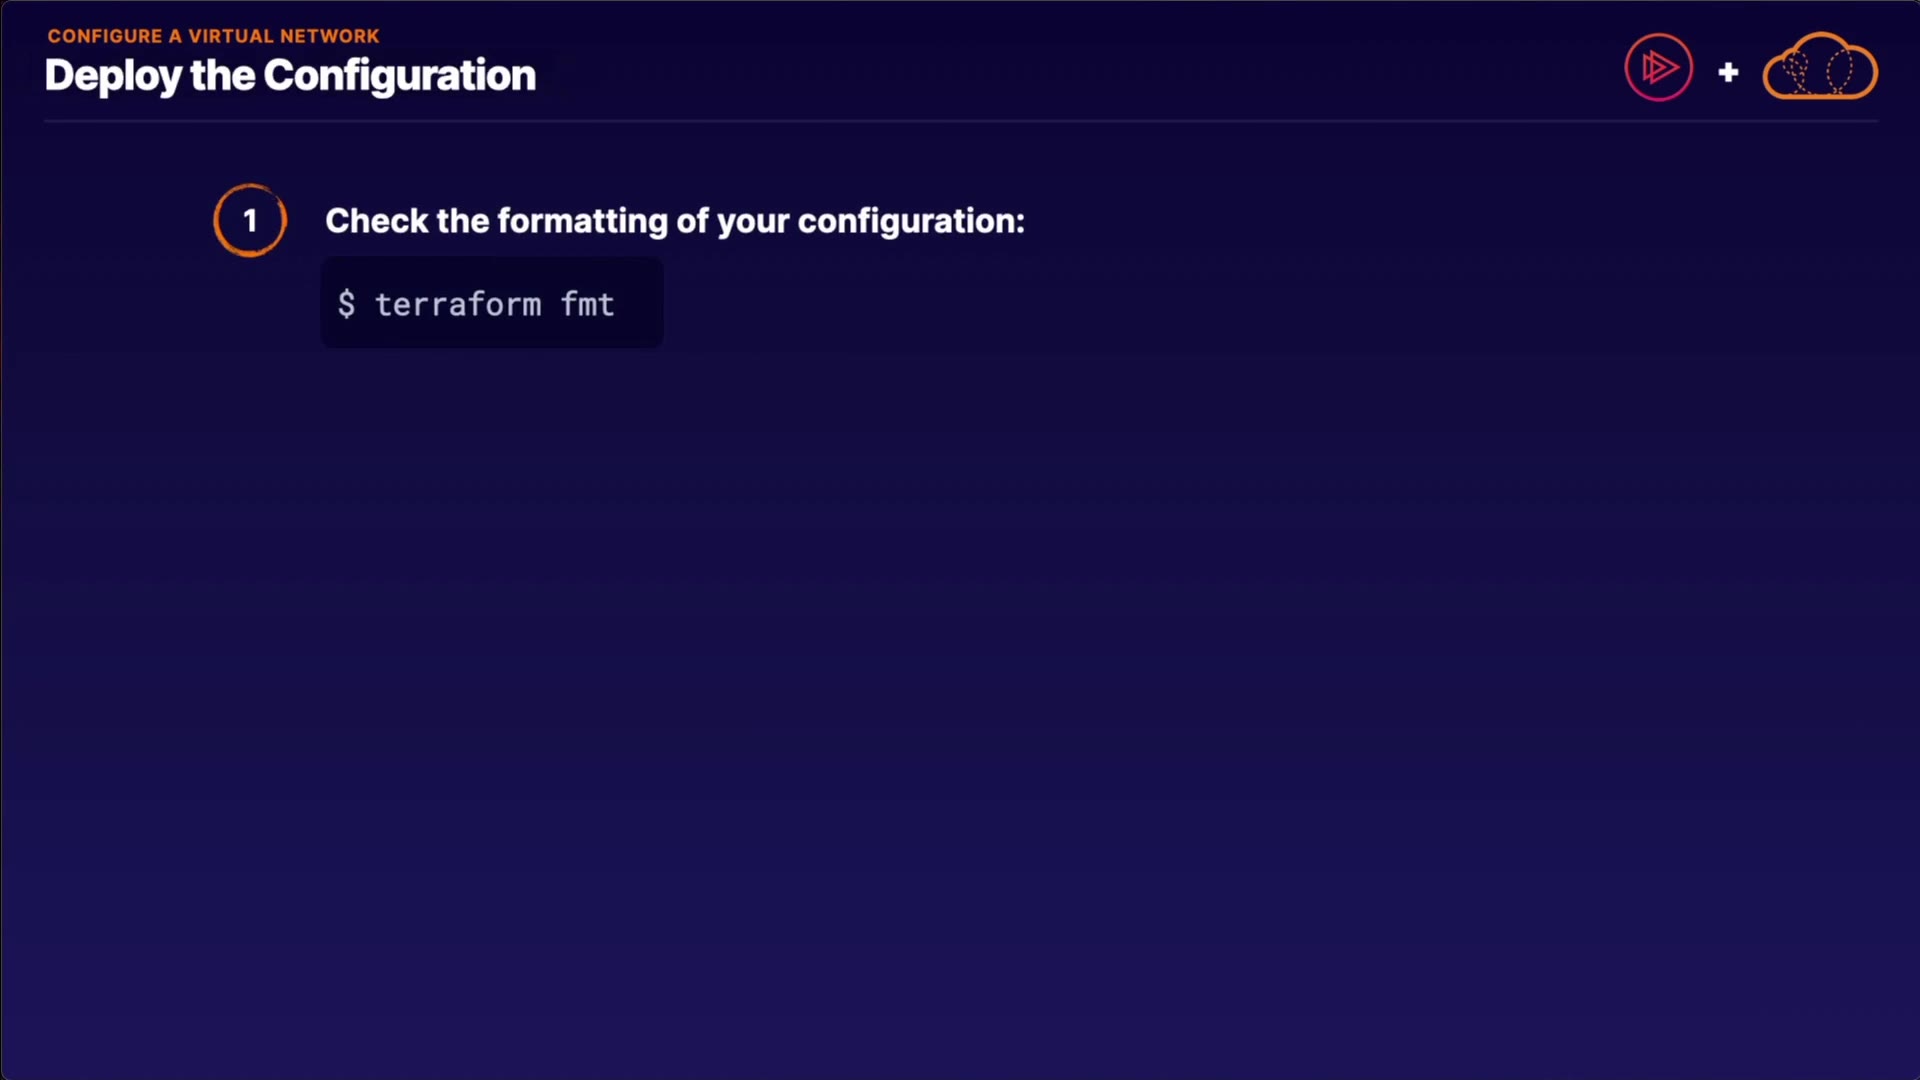 CONFIGURE A VIRTUAL NETWORK
Deploy the Configuration
+
1
Check the formatting of your configuration:
$ terraform fmt